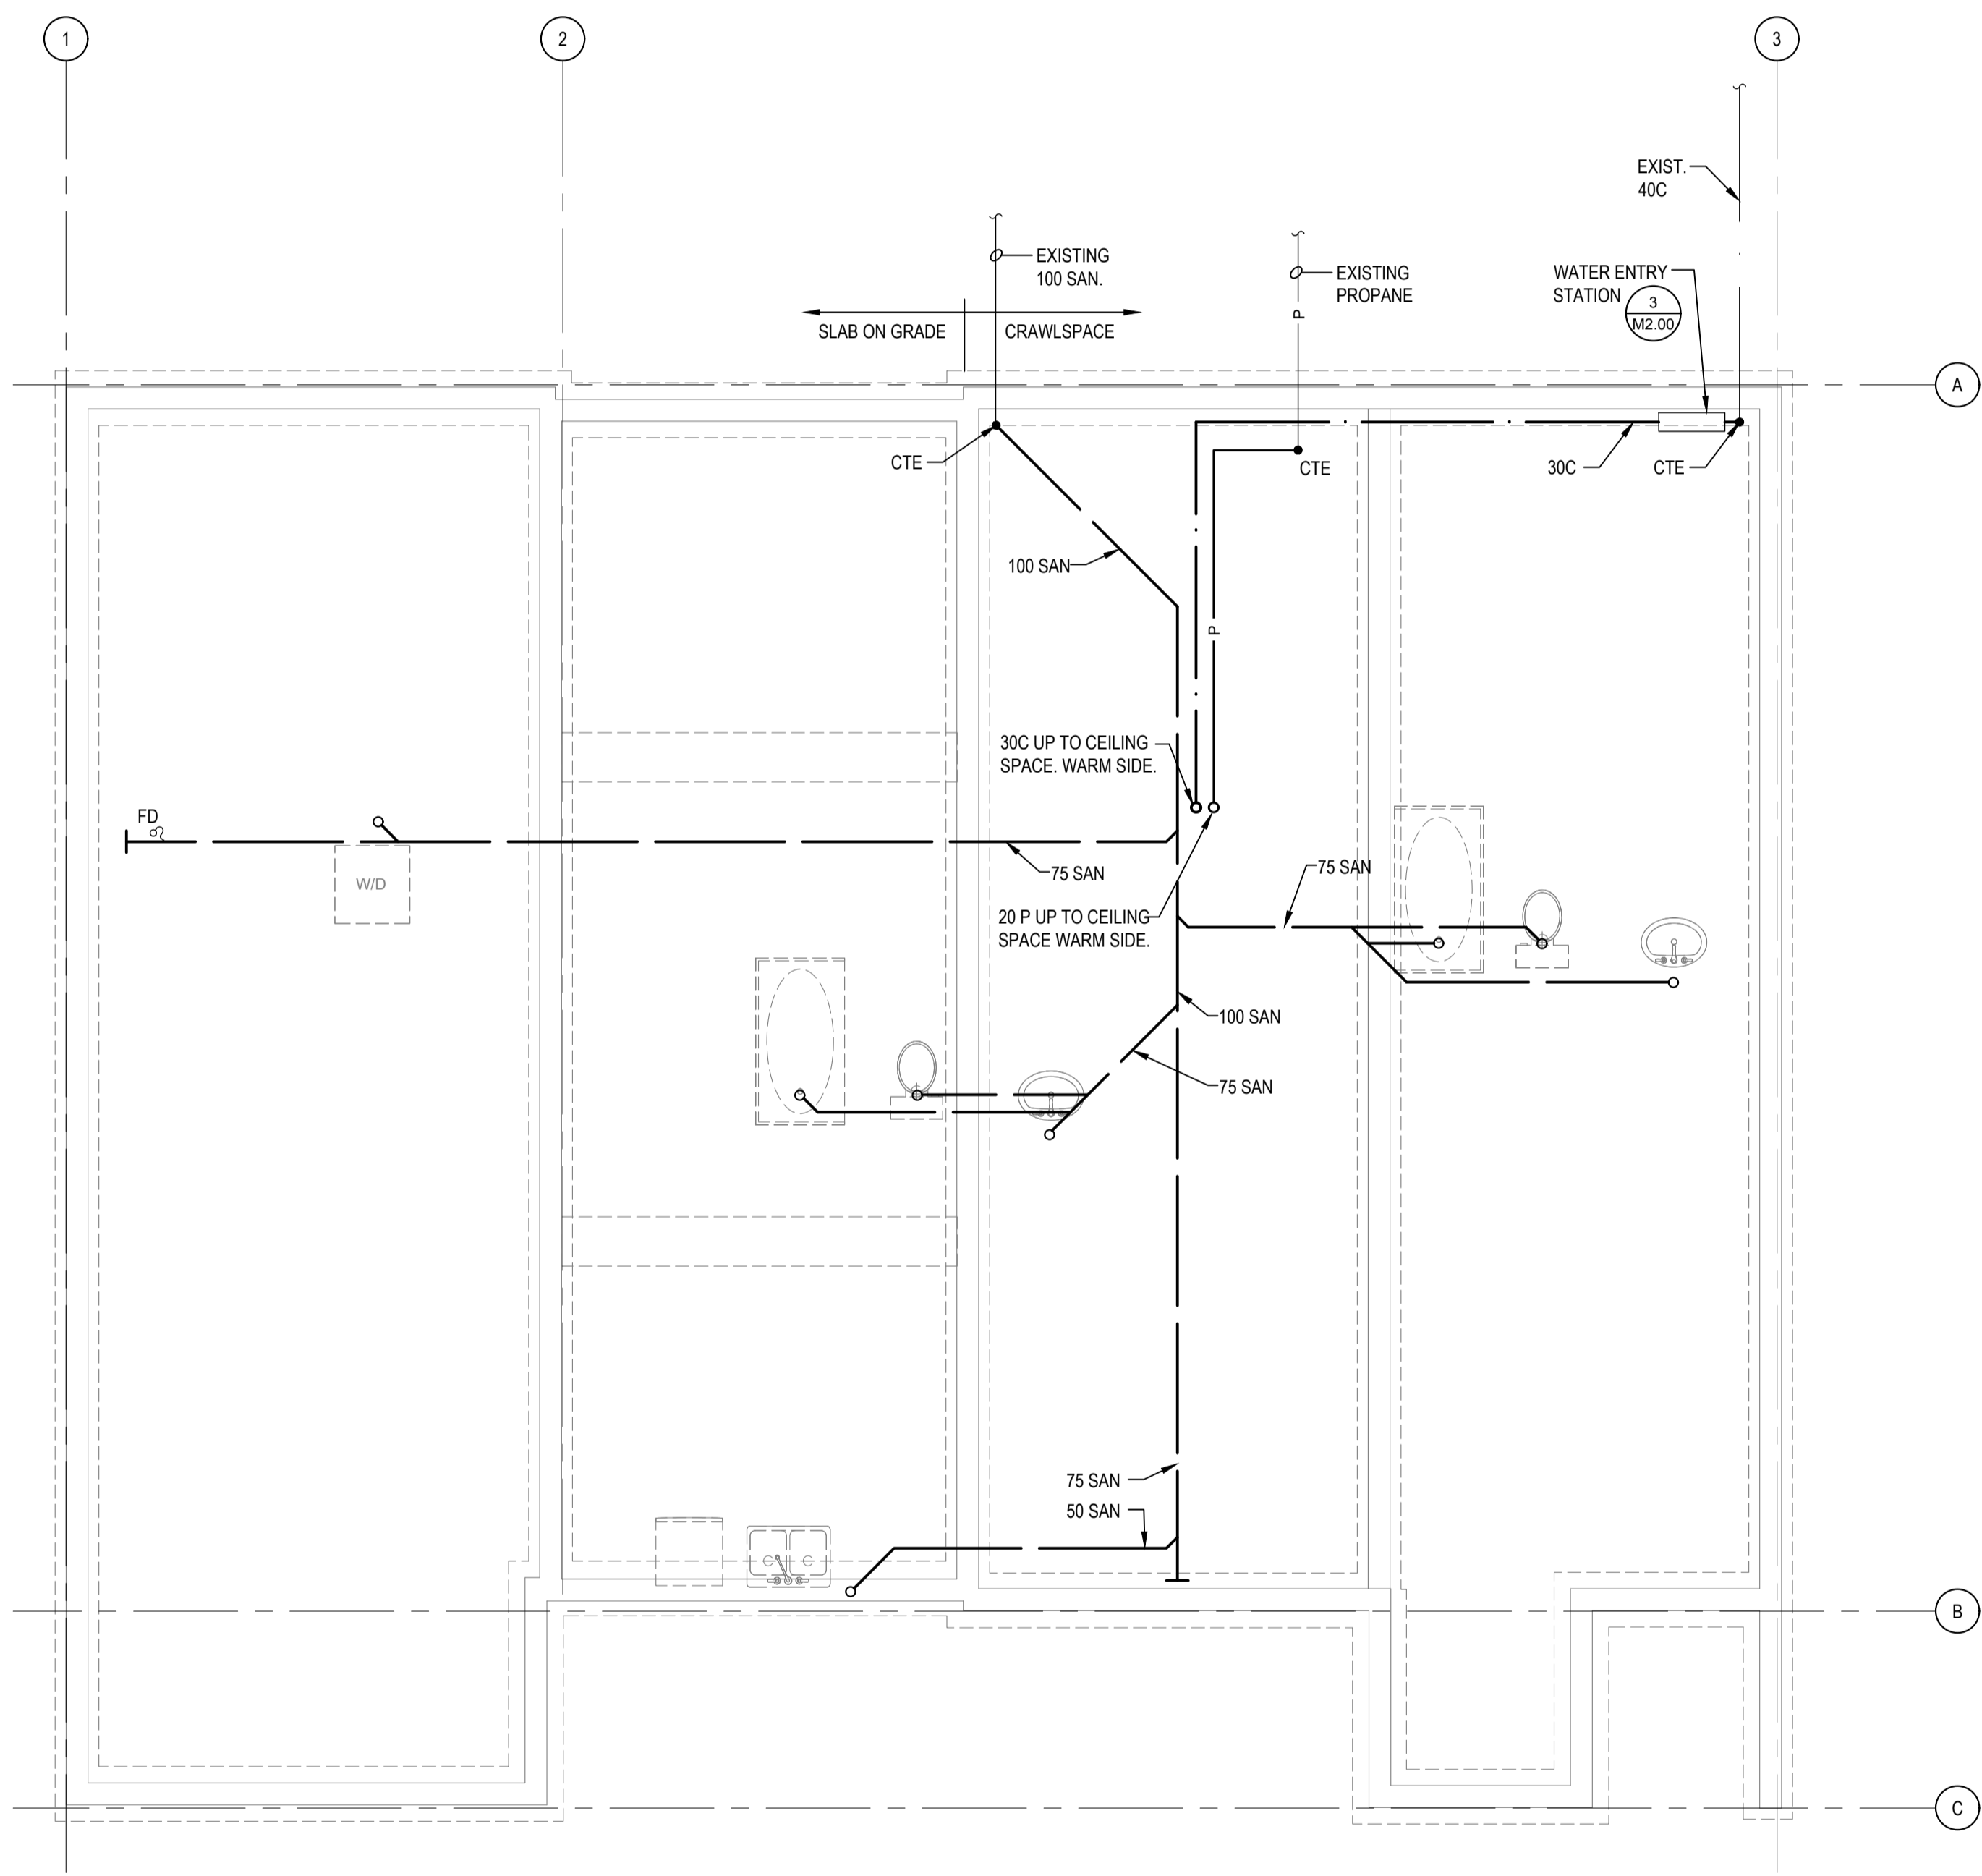 1
2
3
EXIST.
40C
EXISTING
100 SAN.
EXISTING
PROPANE
WATER ENTRY
STATION
3
M2.00
P
SLAB ON GRADE
CRAWLSPACE
A
CTE
CTE
30C
CTE
100 SAN
P
30C UP TO CEILING
SPACE. WARM SIDE.
FD
W/D
75 SAN
75 SAN
20 P UP TO CEILING
SPACE WARM SIDE.
100 SAN
75 SAN
75 SAN
50 SAN
B
C